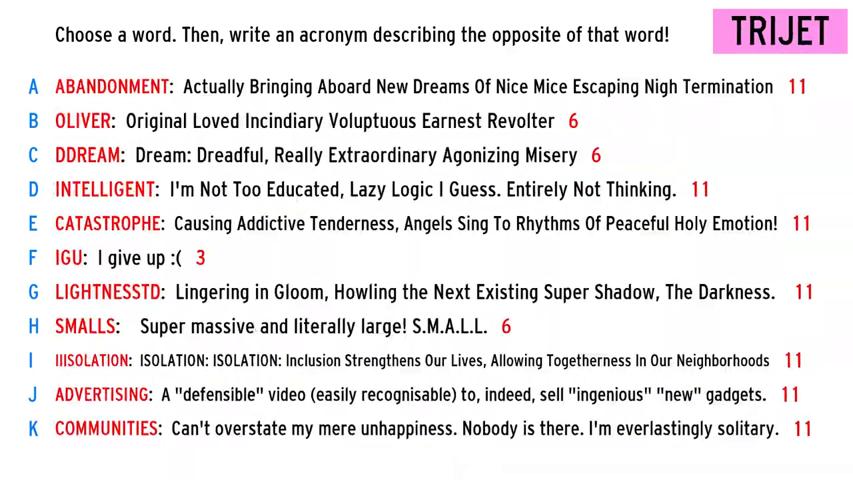 Choose a word. Then, write an acronym describing the opposite of that word!
TRIJET
A ABANDONMENT: Actually Bringing Aboard New Dreams Of Nice Mice Escaping Nigh Termination 11
B OLIVER: Original Loved Incindiary Voluptuous Earnest Revolter 6
C DDREAM: Dream: Dreadful, Really Extraordinary Agonizing Misery 6
D INTELLIGENT: I'm Not Too Educated, Lazy Logic I Guess. Entirely Not Thinking. 11
E CATASTROPHE: Causing Addictive Tenderness, Angels Sing To Rhythms Of Peaceful Holy Emotion! 11
F IGU: I give up :( 3
G LIGHTNESSTD: Lingering in Gloom, Howling the Next Existing Super Shadow, The Darkness. 11
H SMALLS: Super massive and literally large! S.M.A.L.L. 6
I IIISOLATION: ISOLATION: ISOLATION: Inclusion Strengthens Our Lives, Allowing Togetherness In Our Neighborhoods 11
J ADVERTISING: A "defensible" video (easily recognisable) to, indeed, sell "ingenious" "new" gadgets. 11
K COMMUNITIES: Can't overstate my mere unhappiness. Nobody is there. I'm everlastingly solitary. 11